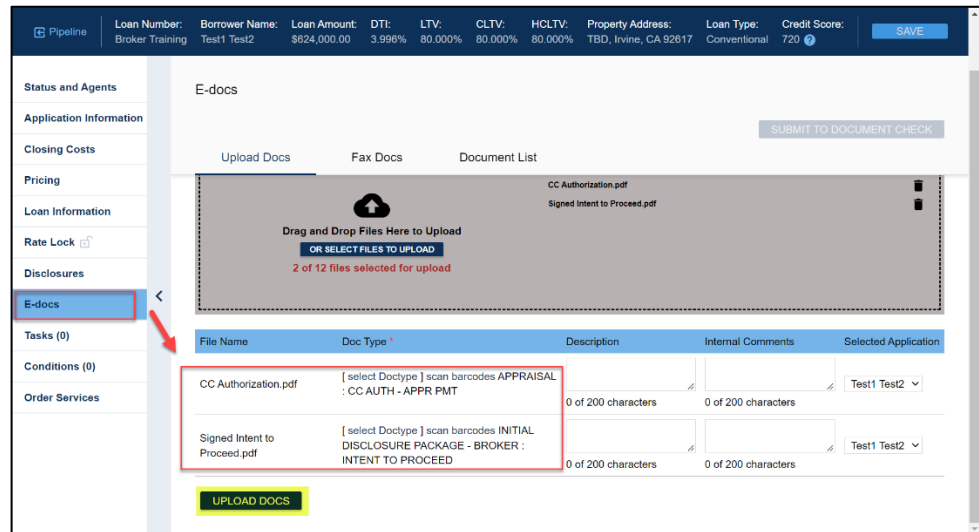 Pipeline
Loan Number: Borrower Name: Loan Amount: DTI: LTV: CLTV: HCLTV: Property Address: Loan Type: Credit Score:
Broker Training Test1 Test2 $624,000.00 3.996% 80.000% 80.000% 80.000% TBD, Irvine, CA 92617 Conventional 720 ?
SAVE
Status and Agents
Application Information
Closing Costs
Pricing
Loan Information
Rate Lock
Disclosures
E-docs
Tasks (0)
Conditions (0)
Order Services
E-docs
SUBMIT TO DOCUMENT CHECK
Upload Docs Fax Docs Document List
Drag and Drop Files Here to Upload
OR SELECT FILES TO UPLOAD
2 of 12 files selected for upload
CC Authorization.pdf
Signed Intent to Proceed.pdf
File Name Doc Type * Description Internal Comments Selected Application
CC Authorization.pdf
[ select Doctype ] scan barcodes APPRAISAL
: CC AUTH - APPR PMT
0 of 200 characters 0 of 200 characters
Test1 Test2
Signed Intent to
Proceed.pdf
[ select Doctype ] scan barcodes INITIAL
DISCLOSURE PACKAGE - BROKER :
INTENT TO PROCEED
0 of 200 characters 0 of 200 characters
Test1 Test2
UPLOAD DOCS